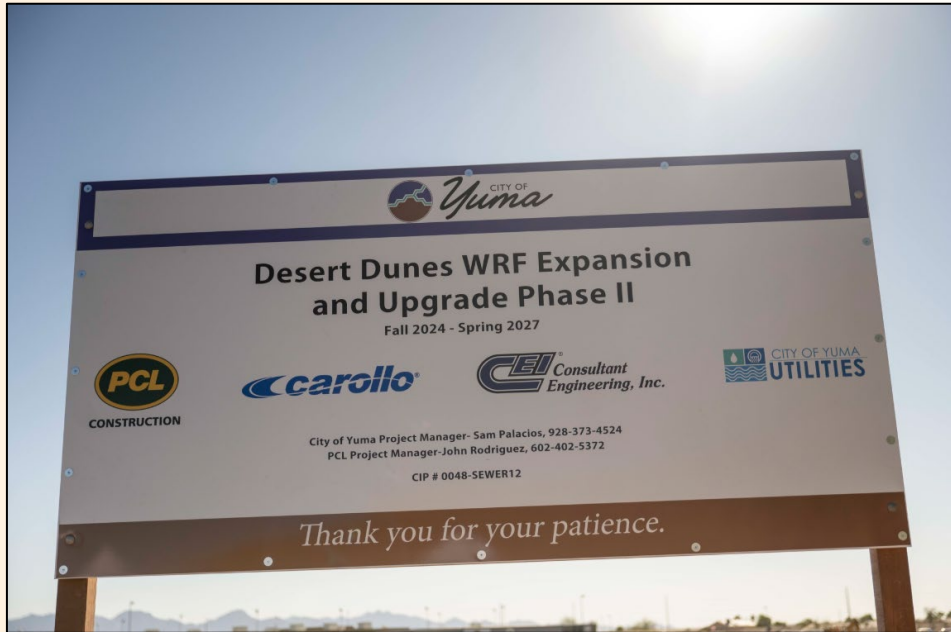 CITY OF
Yuma
Desert Dunes WRF Expansion
and Upgrade Phase II
Fall 2024 - Spring 2027
PCL
CONSTRUCTION
carollo®
CEI® Consultant
Engineering, Inc.
CITY OF YUMA
UTILITIES
City of Yuma Project Manager- Sam Palacios, 928-373-4524
PCL Project Manager-John Rodriguez, 602-402-5372
CIP # 0048-SEWER12
Thank you for your patience.